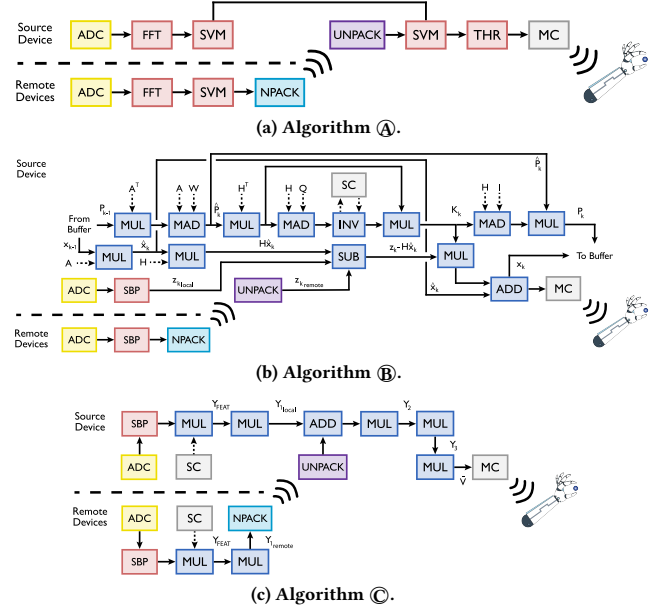 Source
Device
ADC FFT SVM UNPACK SVM THR MC
Remote
Devices
ADC FFT SVM NPACK
(a) Algorithm Ⓐ.
Source
Device
P̂ₖ
Aᵀ A W Hᵀ H Q SC H I
Pₖ₋₁ P̂ₖ Kₖ Pₖ
From
Buffer
MUL MAD MUL MAD INV MUL MAD MUL
xₖ₋₁ x̂ₖ Hx̂ₖ zₖ-Hx̂ₖ To Buffer
A MUL H MUL SUB MUL
xₖ
ADC SBP zₖlocal UNPACK zₖremote x̂ₖ ADD MC
Remote
Devices
ADC SBP NPACK
(b) Algorithm Ⓑ.
Source
Device
Y_FEAT Y₁local Y₂
SBP MUL MUL ADD MUL MUL
Y₃
ADC SC UNPACK MUL v̄ MC
Remote
Devices
ADC SC NPACK
Y_FEAT Y₁remote
SBP MUL MUL
(c) Algorithm Ⓒ.